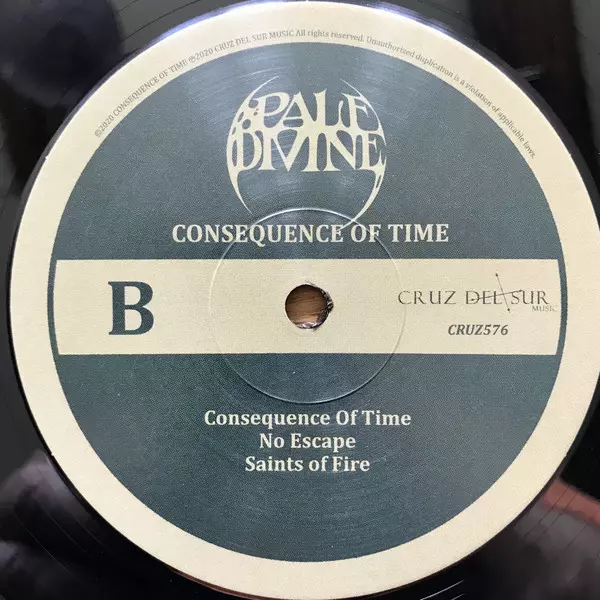 ©2020 CONSEQUENCE OF TIME ℗2020 CRUZ DEL SUR MUSIC All rights reserved. Unauthorized duplication is a violation of applicable laws.
PALE
DIVINE
CONSEQUENCE OF TIME
B
CRUZ DEL SUR
MUSIC
CRUZ576
Consequence Of Time
No Escape
Saints of Fire